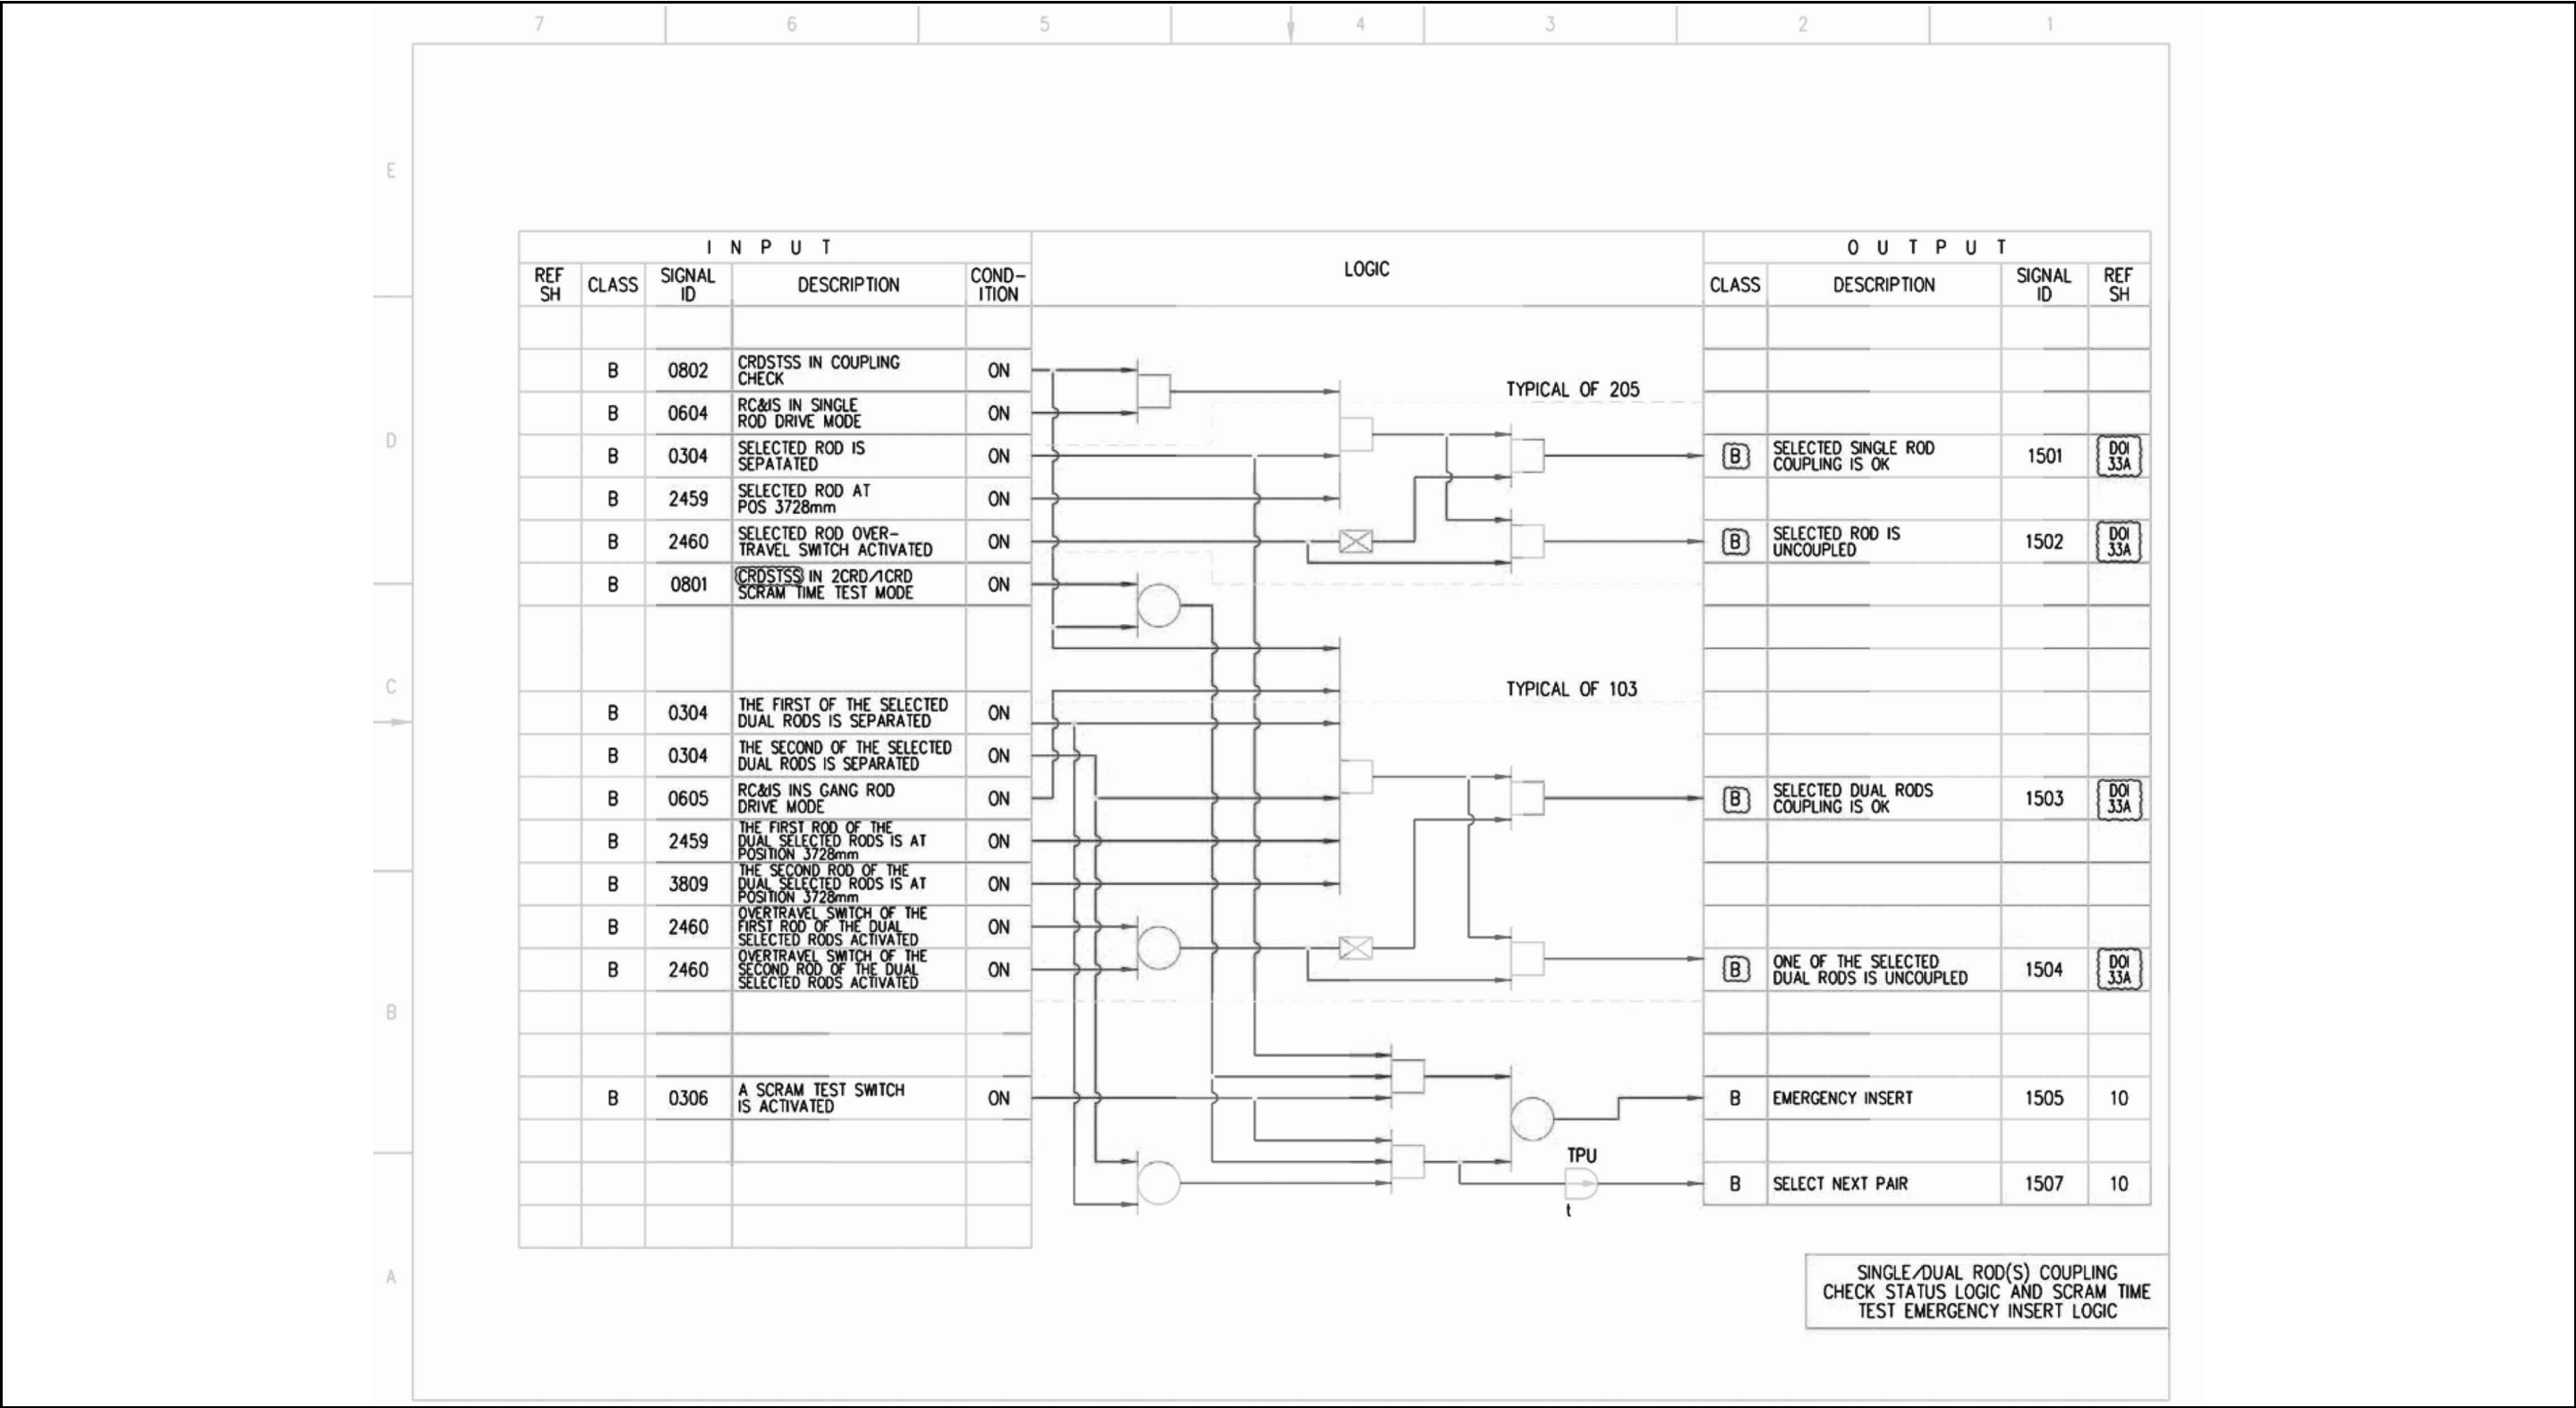 7 6 5 4 3 2 1
E
D
C
B
A
I N P U T
LOGIC
O U T P U T
REF
SH
CLASS
SIGNAL
ID
DESCRIPTION
COND-
ITION
CLASS
DESCRIPTION
SIGNAL
ID
REF
SH
B 0802 CRDSTSS IN COUPLING
CHECK ON
B 0604 RC&IS IN SINGLE
ROD DRIVE MODE ON
B 0304 SELECTED ROD IS
SEPATATED ON
B 2459 SELECTED ROD AT
POS 3728mm ON
B 2460 SELECTED ROD OVER-
TRAVEL SWITCH ACTIVATED ON
B 0801 CRDSTSS IN 2CRD/1CRD
SCRAM TIME TEST MODE ON
B 0304 THE FIRST OF THE SELECTED
DUAL RODS IS SEPARATED ON
B 0304 THE SECOND OF THE SELECTED
DUAL RODS IS SEPARATED ON
B 0605 RC&IS INS GANG ROD
DRIVE MODE ON
B 2459 THE FIRST ROD OF THE
DUAL SELECTED RODS IS AT
POSITION 3728mm ON
B 3809 THE SECOND ROD OF THE
DUAL SELECTED RODS IS AT
POSITION 3728mm ON
B 2460 OVERTRAVEL SWITCH OF THE
FIRST ROD OF THE DUAL
SELECTED RODS ACTIVATED ON
B 2460 OVERTRAVEL SWITCH OF THE
SECOND ROD OF THE DUAL
SELECTED RODS ACTIVATED ON
B 0306 A SCRAM TEST SWITCH
IS ACTIVATED ON
TYPICAL OF 205
TYPICAL OF 103
TPU
t
B SELECTED SINGLE ROD
COUPLING IS OK 1501 DOI
33A
B SELECTED ROD IS
UNCOUPLED 1502 DOI
33A
B SELECTED DUAL RODS
COUPLING IS OK 1503 DOI
33A
B ONE OF THE SELECTED
DUAL RODS IS UNCOUPLED 1504 DOI
33A
B EMERGENCY INSERT 1505 10
B SELECT NEXT PAIR 1507 10
SINGLE/DUAL ROD(S) COUPLING
CHECK STATUS LOGIC AND SCRAM TIME
TEST EMERGENCY INSERT LOGIC